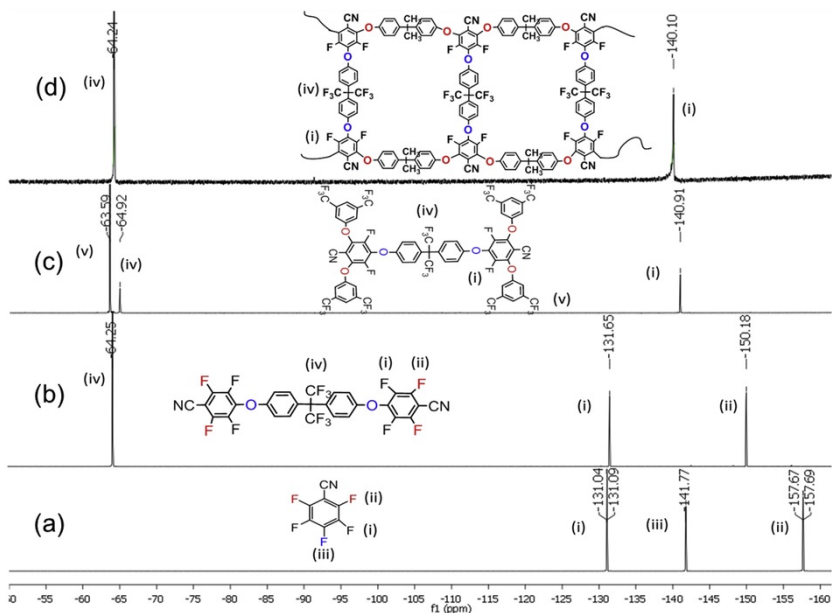 -64.24
-140.10
(d)
(iv)
(i)
CN
CN
CN
O
O
O
O
CH3
CH3
CH3
CH3
F
F
F
F
F
F
O
O
O
(iv)
F3C
CF3
F3C
CF3
F3C
CF3
O
O
O
(i)
F
F
F
F
F
F
O
O
O
O
CH3
CH3
CH3
CH3
CN
CN
CN
-63.59
-64.92
-140.91
(c)
(v)
(iv)
(i)
F3C
CF3
(iv)
F3C
CF3
O
F
F3C
F
O
CN
O
O
CN
F
CF3
F
O
(i)
O
CF3
CF3
(v)
CF3
CF3
-64.25
-131.65
-150.18
(b)
(iv)
(i)
(ii)
(iv)
(i)
(ii)
F
F
CF3
F
F
NC
O
O
CN
F
F
CF3
F
F
-131.04
-131.09
-141.77
-157.67
-157.69
(a)
(i)
(iii)
(ii)
CN
F
F
(ii)
F
F
(i)
F
(iii)
50 -55 -60 -65 -70 -75 -80 -85 -90 -95 -100 -105 -110 -115 -120 -125 -130 -135 -140 -145 -150 -155 -160
f1 (ppm)